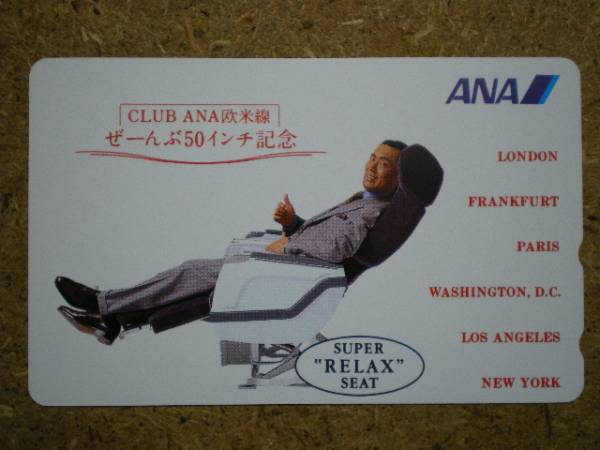 ANA
CLUB ANA欧米線
ぜーんぶ50インチ記念
LONDON
FRANKFURT
PARIS
WASHINGTON, D.C.
LOS ANGELES
NEW YORK
SUPER
"RELAX"
SEAT